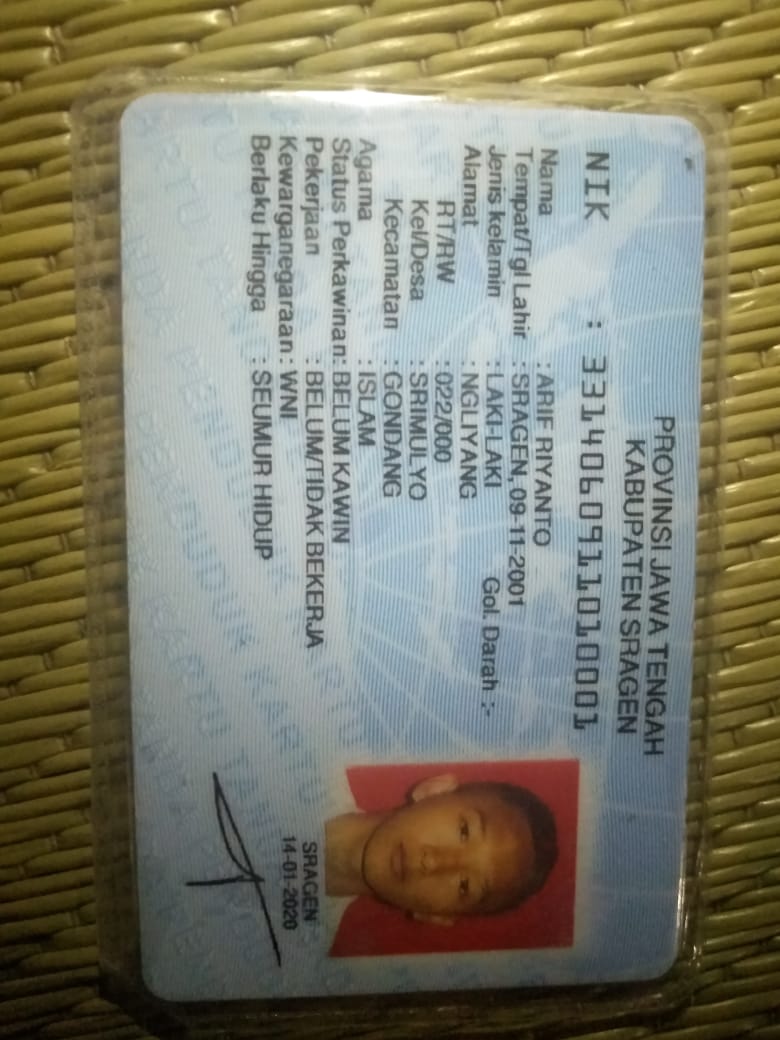 PROVINSI JAWA TENGAH
KABUPATEN SRAGEN
NIK : 3314060911010001
Nama : ARIF RIYANTO
Tempat/Tgl Lahir : SRAGEN, 09-11-2001
Jenis kelamin : LAKI-LAKI Gol. Darah :-
Alamat : NGLIYANG
RT/RW : 022/000
Kel/Desa : SRIMULYO
Kecamatan : GONDANG
Agama : ISLAM
Status Perkawinan: BELUM KAWIN
Pekerjaan : BELUM/TIDAK BEKERJA
Kewarganegaraan: WNI
Berlaku Hingga : SEUMUR HIDUP
SRAGEN
14-01-2020